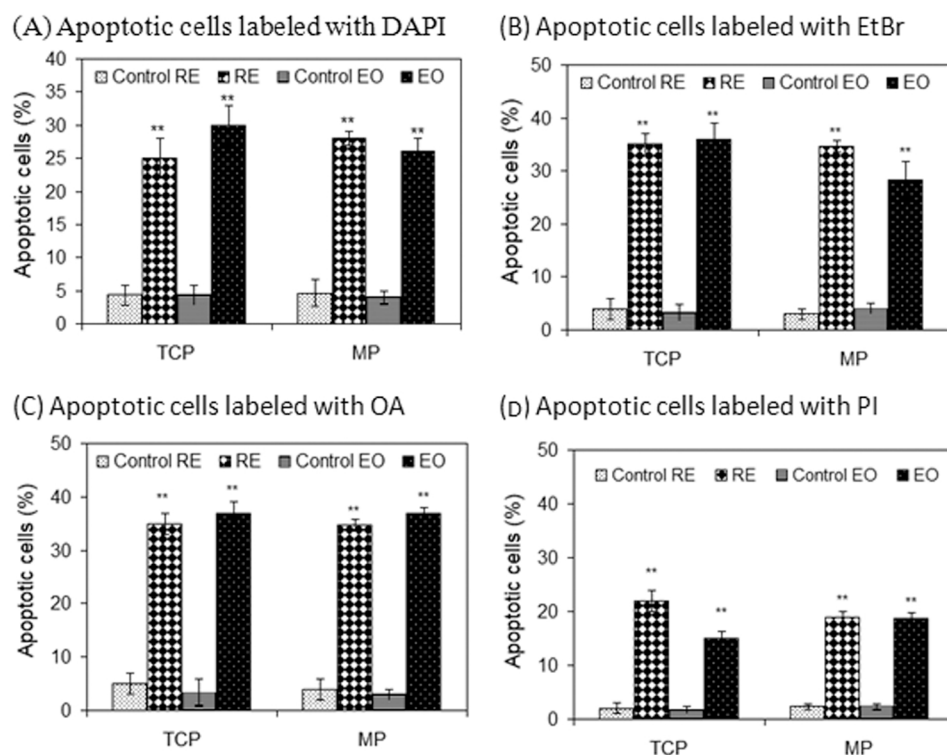 (A) Apoptotic cells labeled with DAPI
Control RE RE Control EO EO
Apoptotic cells (%)
40
35
30
25
20
15
10
5
0
** ** ** **
TCP MP
(B) Apoptotic cells labeled with EtBr
Control RE RE Control EO EO
Apoptotic cells (%)
50
40
30
20
10
0
** ** ** **
TCP MP
(C) Apoptotic cells labeled with OA
Control RE RE Control EO EO
Apoptotic cells (%)
50
40
30
20
10
0
** ** ** **
TCP MP
(D) Apoptotic cells labeled with PI
Control RE RE Control EO EO
Apoptotic cells (%)
50
40
30
20
10
0
** ** ** **
TCP MP